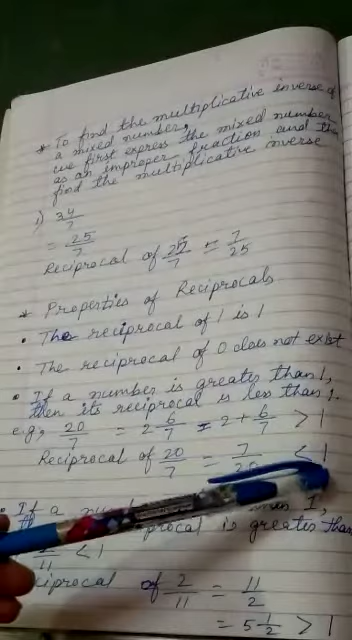 * To find the multiplicative inverse of
a mixed number,
we first express the mixed number
as an improper fraction and then
find the multiplicative inverse
1) 3 4/7
= 25/7
Reciprocal of 25/7 = 7/25
* Properties of Reciprocals
• The reciprocal of 1 is 1
• The reciprocal of 0 does not exist
• If a number is greater than 1,
then its reciprocal is less than 1.
e.g., 20/7 = 2 6/7 = 2 + 6/7 > 1
Reciprocal of 20/7 = 7/20 < 1
• If a 1,
is greater than
/11 < 1
of 2/11 = 11/2
= 5 1/2 > 1